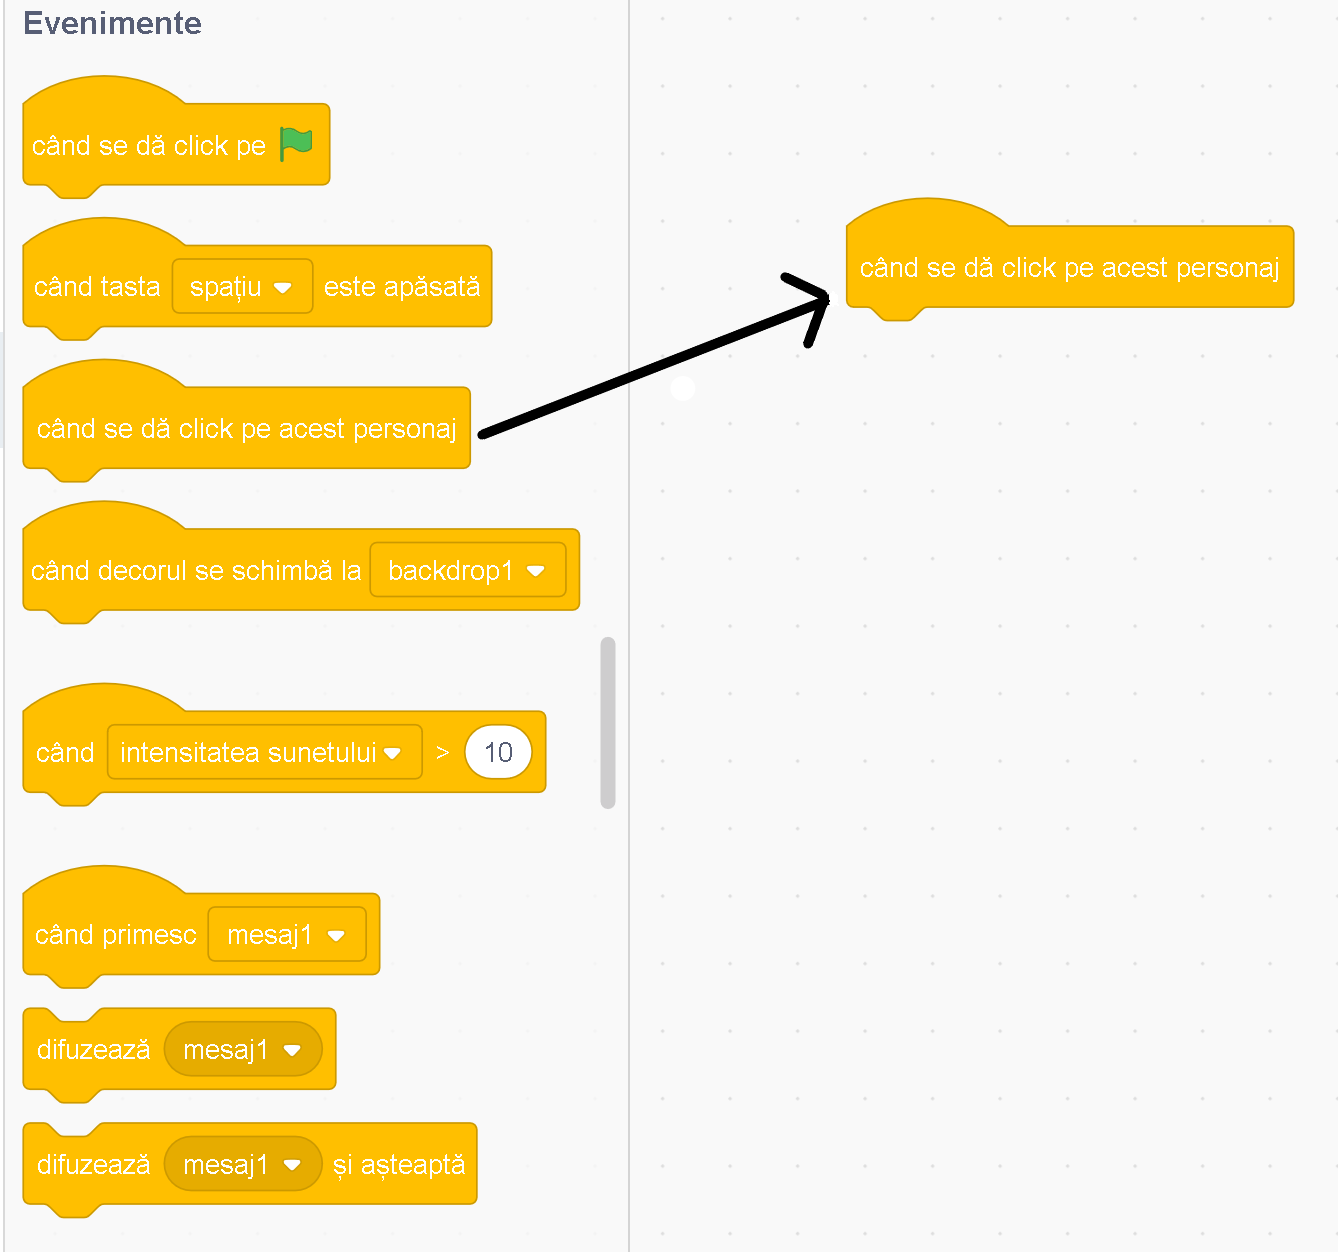 Evenimente
când se dă click pe
când tasta spațiu este apăsată
când se dă click pe acest personaj
când decorul se schimbă la backdrop1
când intensitatea sunetului > 10
când primesc mesaj1
difuzează mesaj1
difuzează mesaj1 și așteaptă
când se dă click pe acest personaj